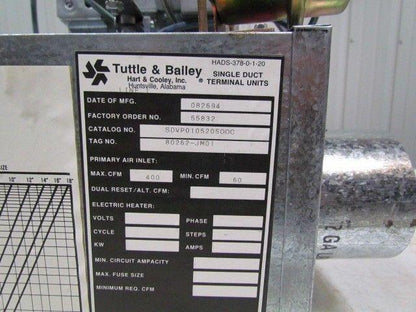 HADS-378-0-1-20
Tuttle & Bailey ®
Hart & Cooley, Inc.
Huntsville, Alabama
SINGLE DUCT
TERMINAL UNITS
DATE OF MFG. 082694
FACTORY ORDER NO. 55832
CATALOG NO.
TAG NO. 80262-JM01
PRIMARY AIR INLET:
MAX. CFM 400 MIN. CFM 60
DUAL RESET/ALT. CFM:
ELECTRIC HEATER:
VOLTS PHASE
CYCLE STEPS -
KW AMPS
MIN. CIRCUIT AMPACITY
MAX. FUSE SIZE
MINIMUM REQ. CFM
GAU